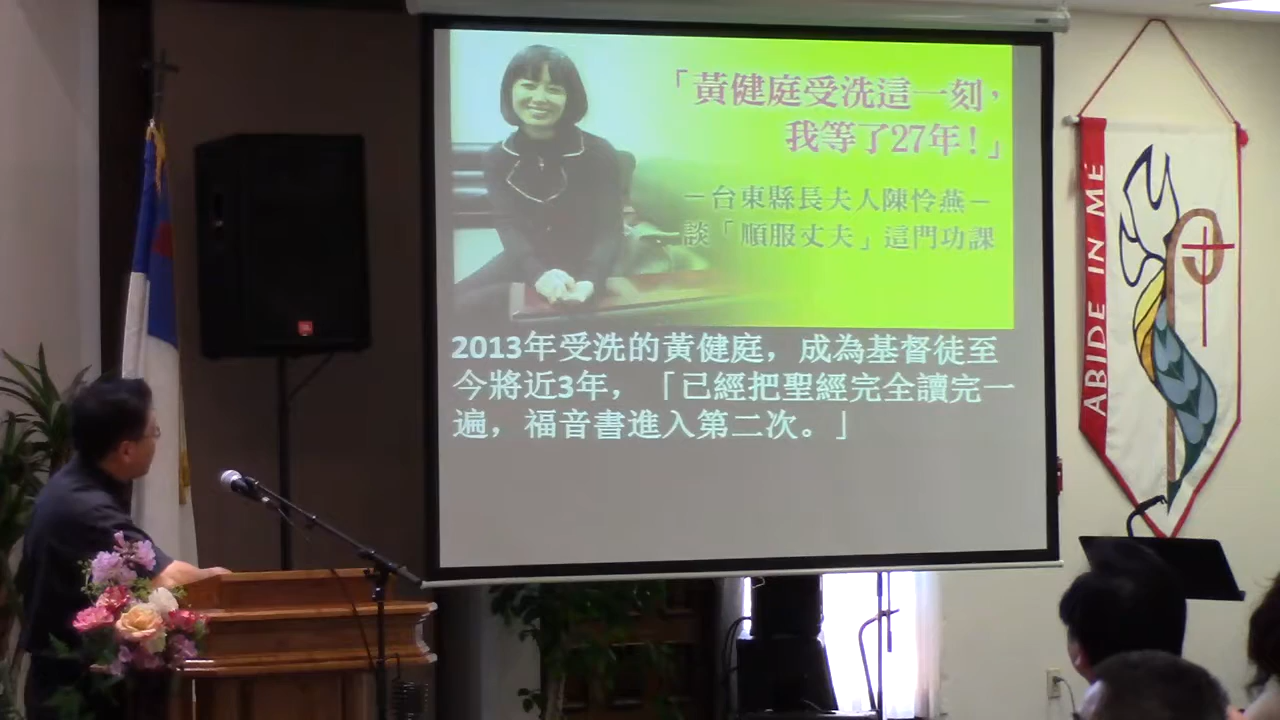 「黃健庭受洗這一刻，
我等了27年！」
－台東縣長夫人陳怜燕－
談「順服丈夫」這門功課
2013年受洗的黃健庭，成為基督徒至
今將近3年，「已經把聖經完全讀完一
遍，福音書進入第二次。」
ABIDE IN ME